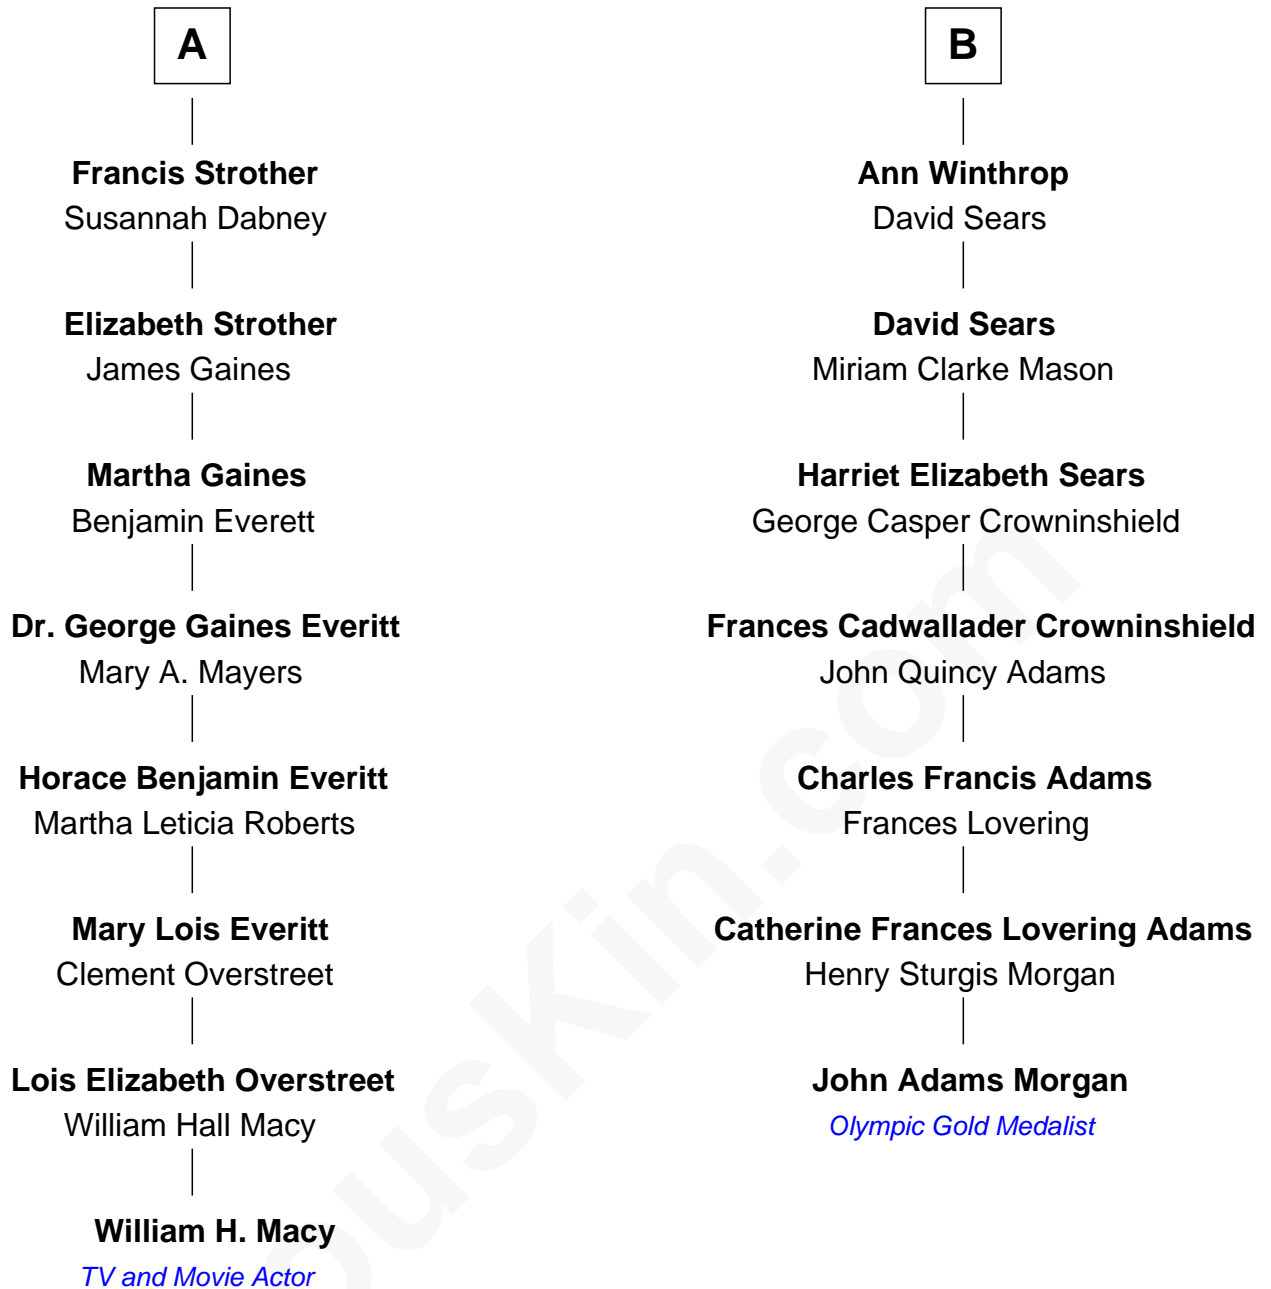 A
Francis Strother
Susannah Dabney
Elizabeth Strother
James Gaines
Martha Gaines
Benjamin Everett
Dr. George Gaines Everitt
Mary A. Mayers
Horace Benjamin Everitt
Martha Leticia Roberts
Mary Lois Everitt
Clement Overstreet
Lois Elizabeth Overstreet
William Hall Macy
William H. Macy
TV and Movie Actor
B
Ann Winthrop
David Sears
David Sears
Miriam Clarke Mason
Harriet Elizabeth Sears
George Casper Crowninshield
Frances Cadwallader Crowninshield
John Quincy Adams
Charles Francis Adams
Frances Lovering
Catherine Frances Lovering Adams
Henry Sturgis Morgan
John Adams Morgan
Olympic Gold Medalist
ousKin.com